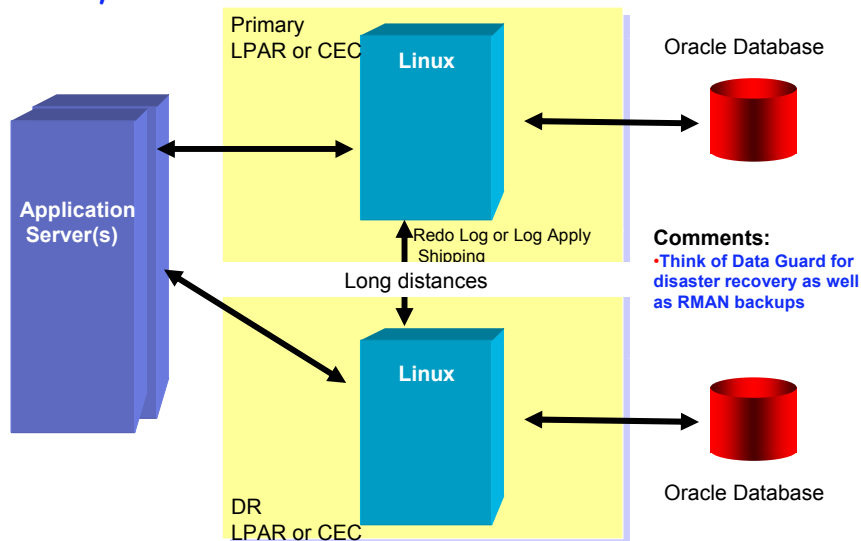 Primary
LPAR or CEC
Linux
Oracle Database
Application
Server(s)
Redo Log or Log Apply
Shipping
Long distances
Comments:
•Think of Data Guard for
disaster recovery as well
as RMAN backups
Linux
DR
LPAR or CEC
Oracle Database